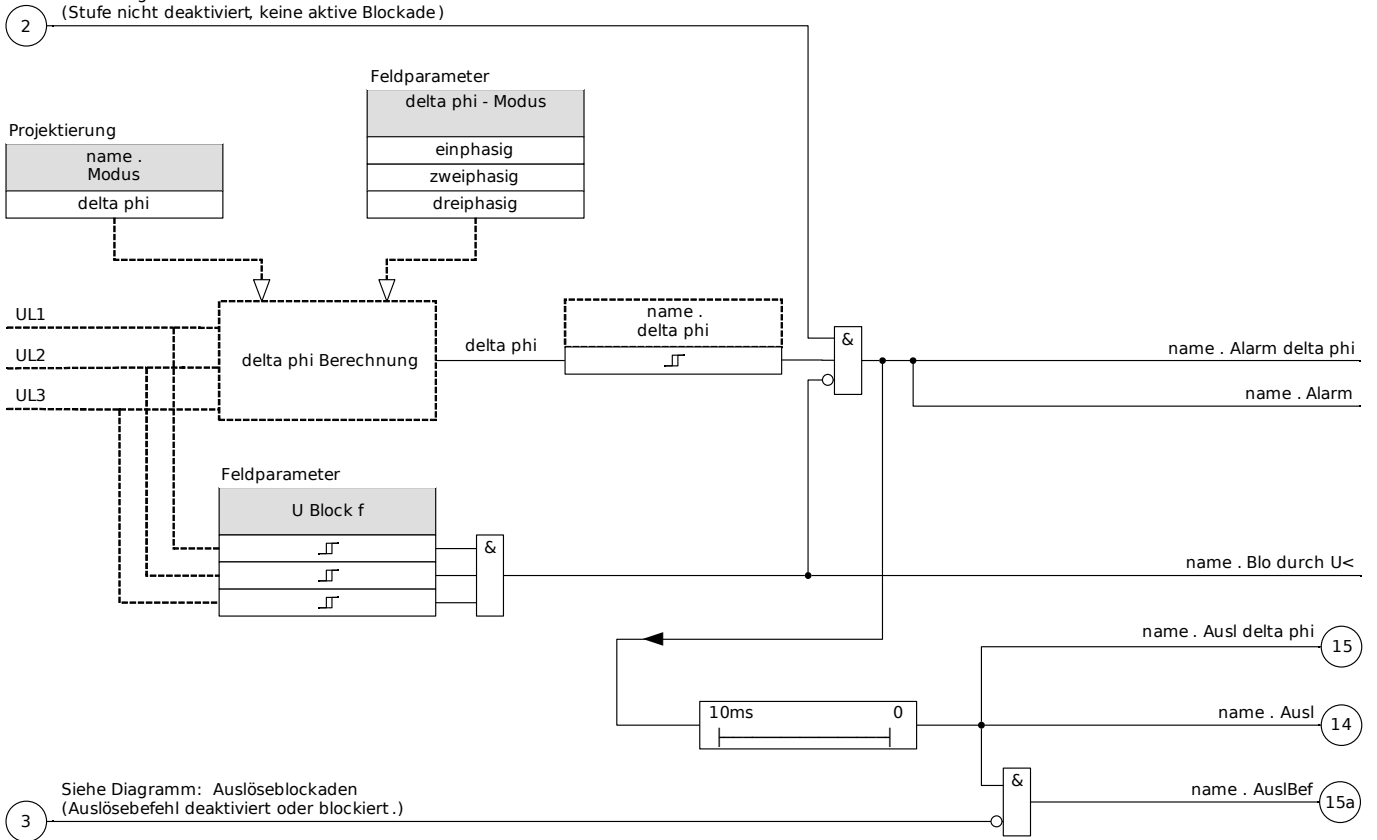 (Stufe nicht deaktiviert, keine aktive Blockade)
2
Feldparameter
delta phi - Modus
einphasig
zweiphasig
dreiphasig
Projektierung
name .
Modus
delta phi
UL1
UL2
UL3
delta phi Berechnung
delta phi
name .
delta phi
&
name . Alarm delta phi
name . Alarm
Feldparameter
U Block f
&
name . Blo durch U<
name . Ausl delta phi
15
10ms 0
name . Ausl
14
&
name . AuslBef
15a
Siehe Diagramm: Auslöseblockaden
(Auslösebefehl deaktiviert oder blockiert.)
3